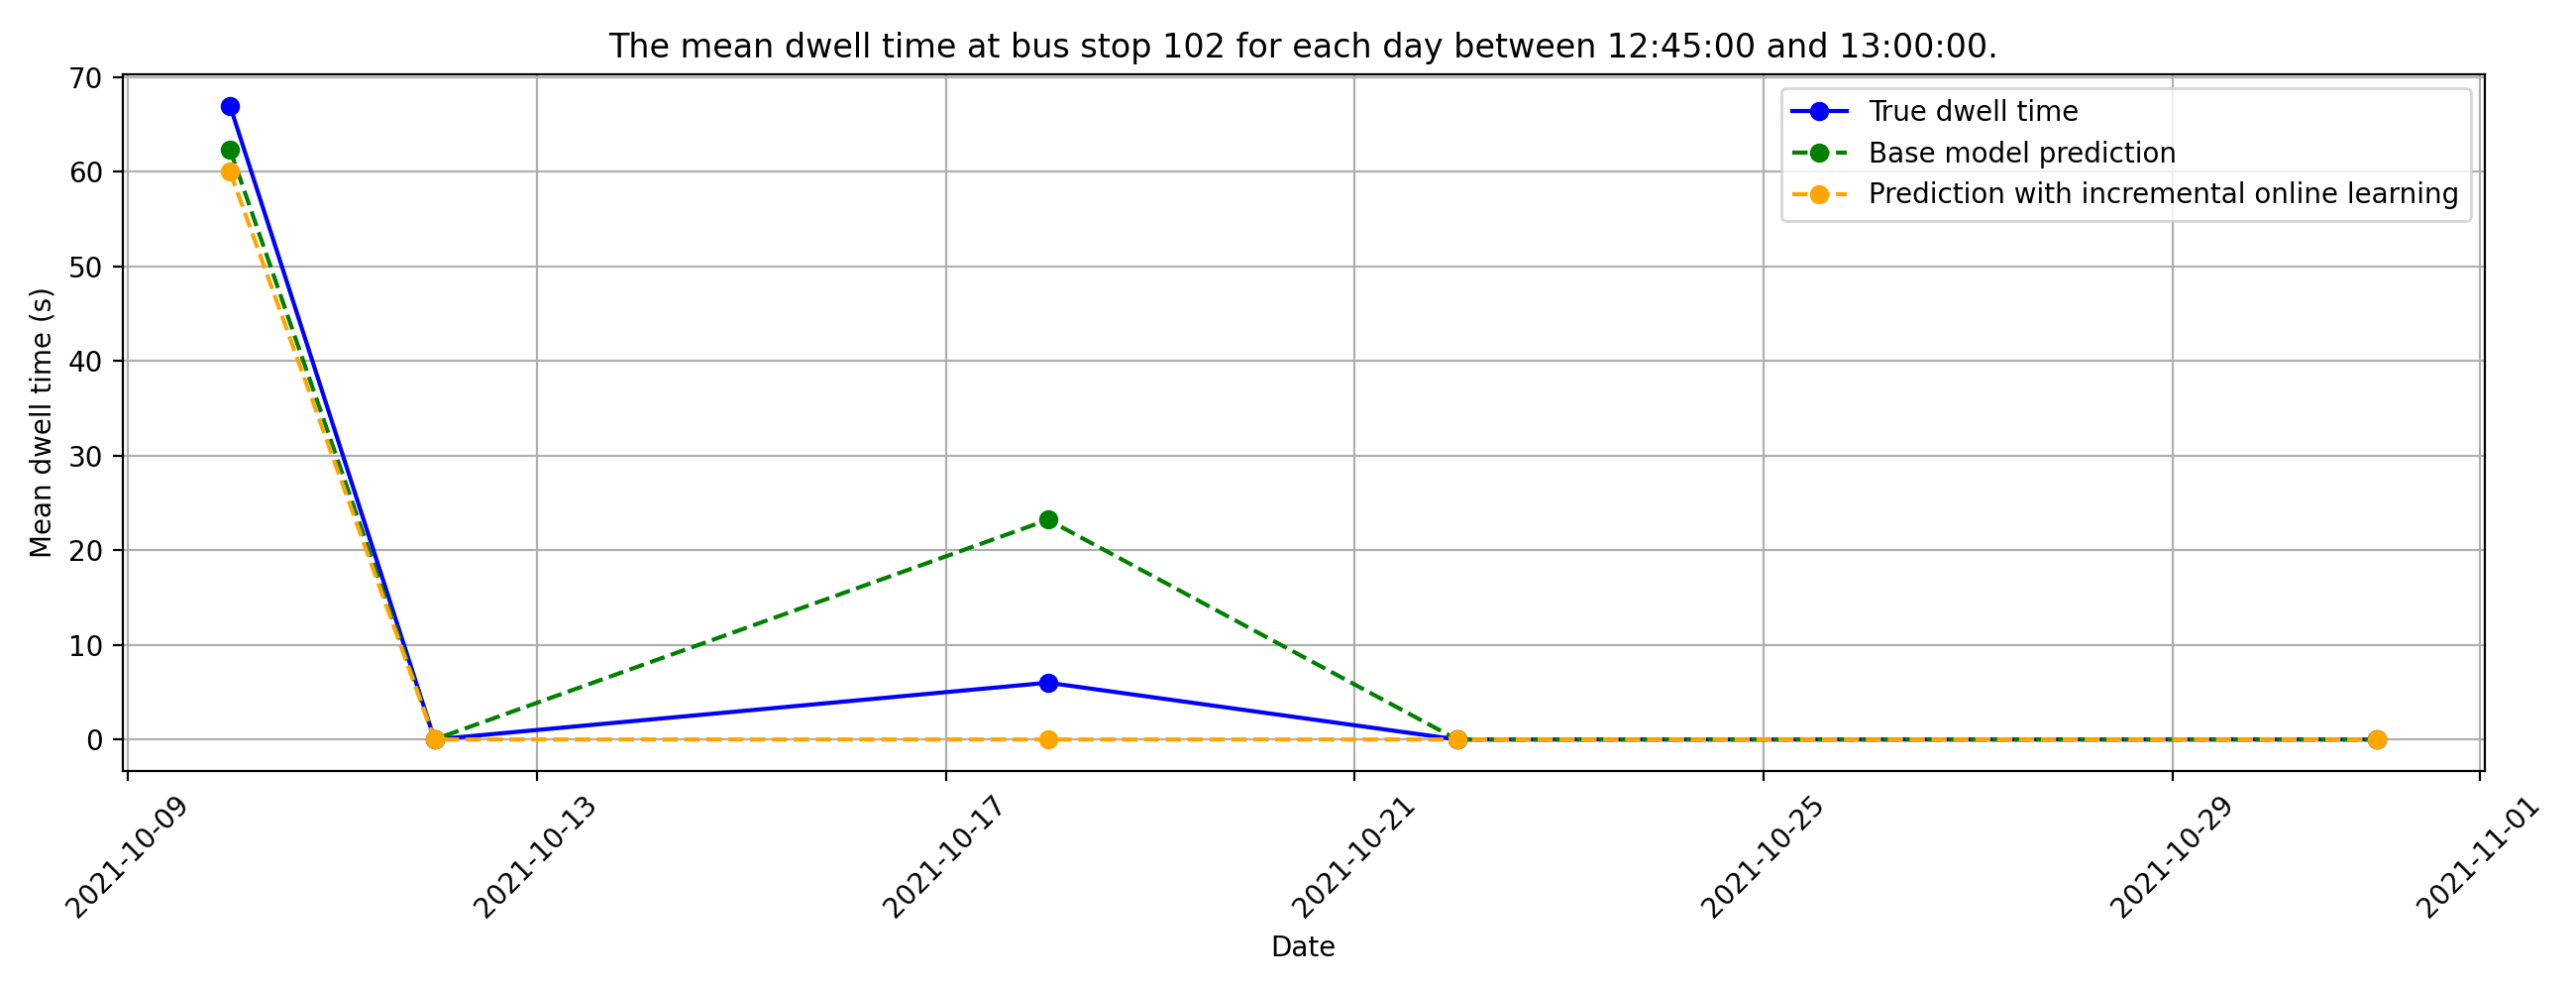 The mean dwell time at bus stop 102 for each day between 12:45:00 and 13:00:00.
70
60
50
40
30
20
10
0
Mean dwell time (s)
True dwell time
Base model prediction
Prediction with incremental online learning
2021-10-09
2021-10-13
2021-10-17
2021-10-21
2021-10-25
2021-10-29
2021-11-01
Date